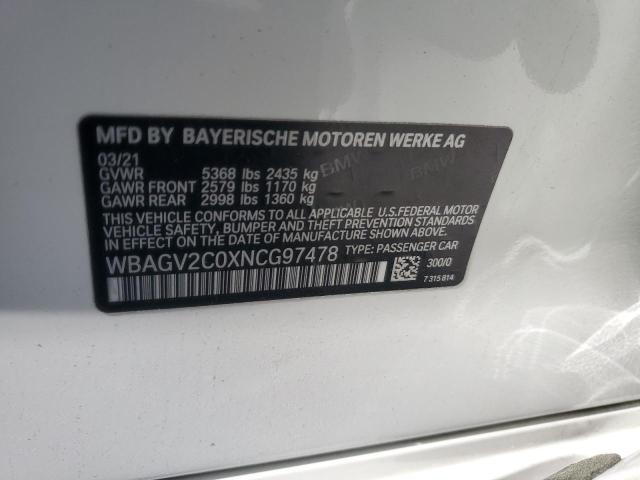 MFD BY BAYERISCHE MOTOREN WERKE AG
03/21
GVWR 5368 lbs 2435 kg
GAWR FRONT 2579 lbs 1170 kg
GAWR REAR 2998 lbs 1360 kg
THIS VEHICLE CONFORMS TO ALL APPLICABLE U.S.FEDERAL MOTOR
VEHICLE SAFETY, BUMPER AND THEFT PREVENTION STANDARDS
IN EFFECT ON THE DATE OF MANUFACTURE SHOWN ABOVE.
WBAGV2C0XNCG97478 TYPE: PASSENGER CAR
300/0
7 315 814
BMW
BMW